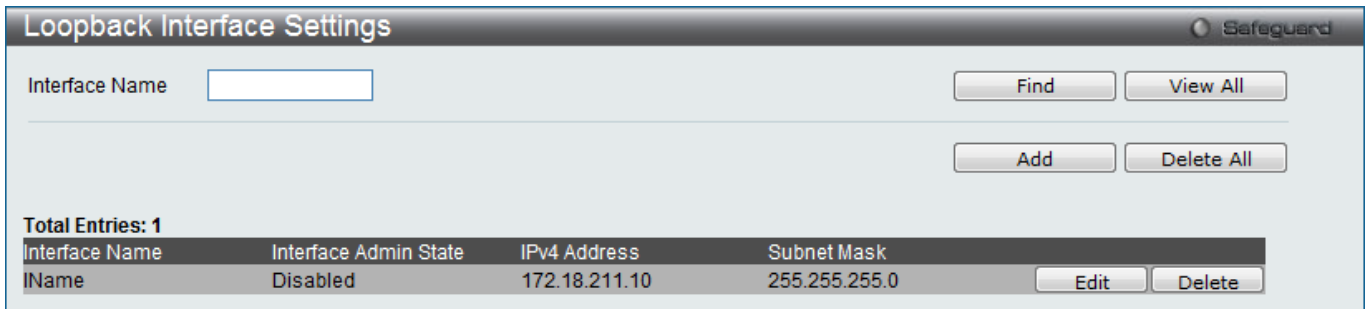 Loopback Interface Settings Safeguard
Interface Name Find View All
Add Delete All
Total Entries: 1
Interface Name Interface Admin State IPv4 Address Subnet Mask
IName Disabled 172.18.211.10 255.255.255.0 Edit Delete